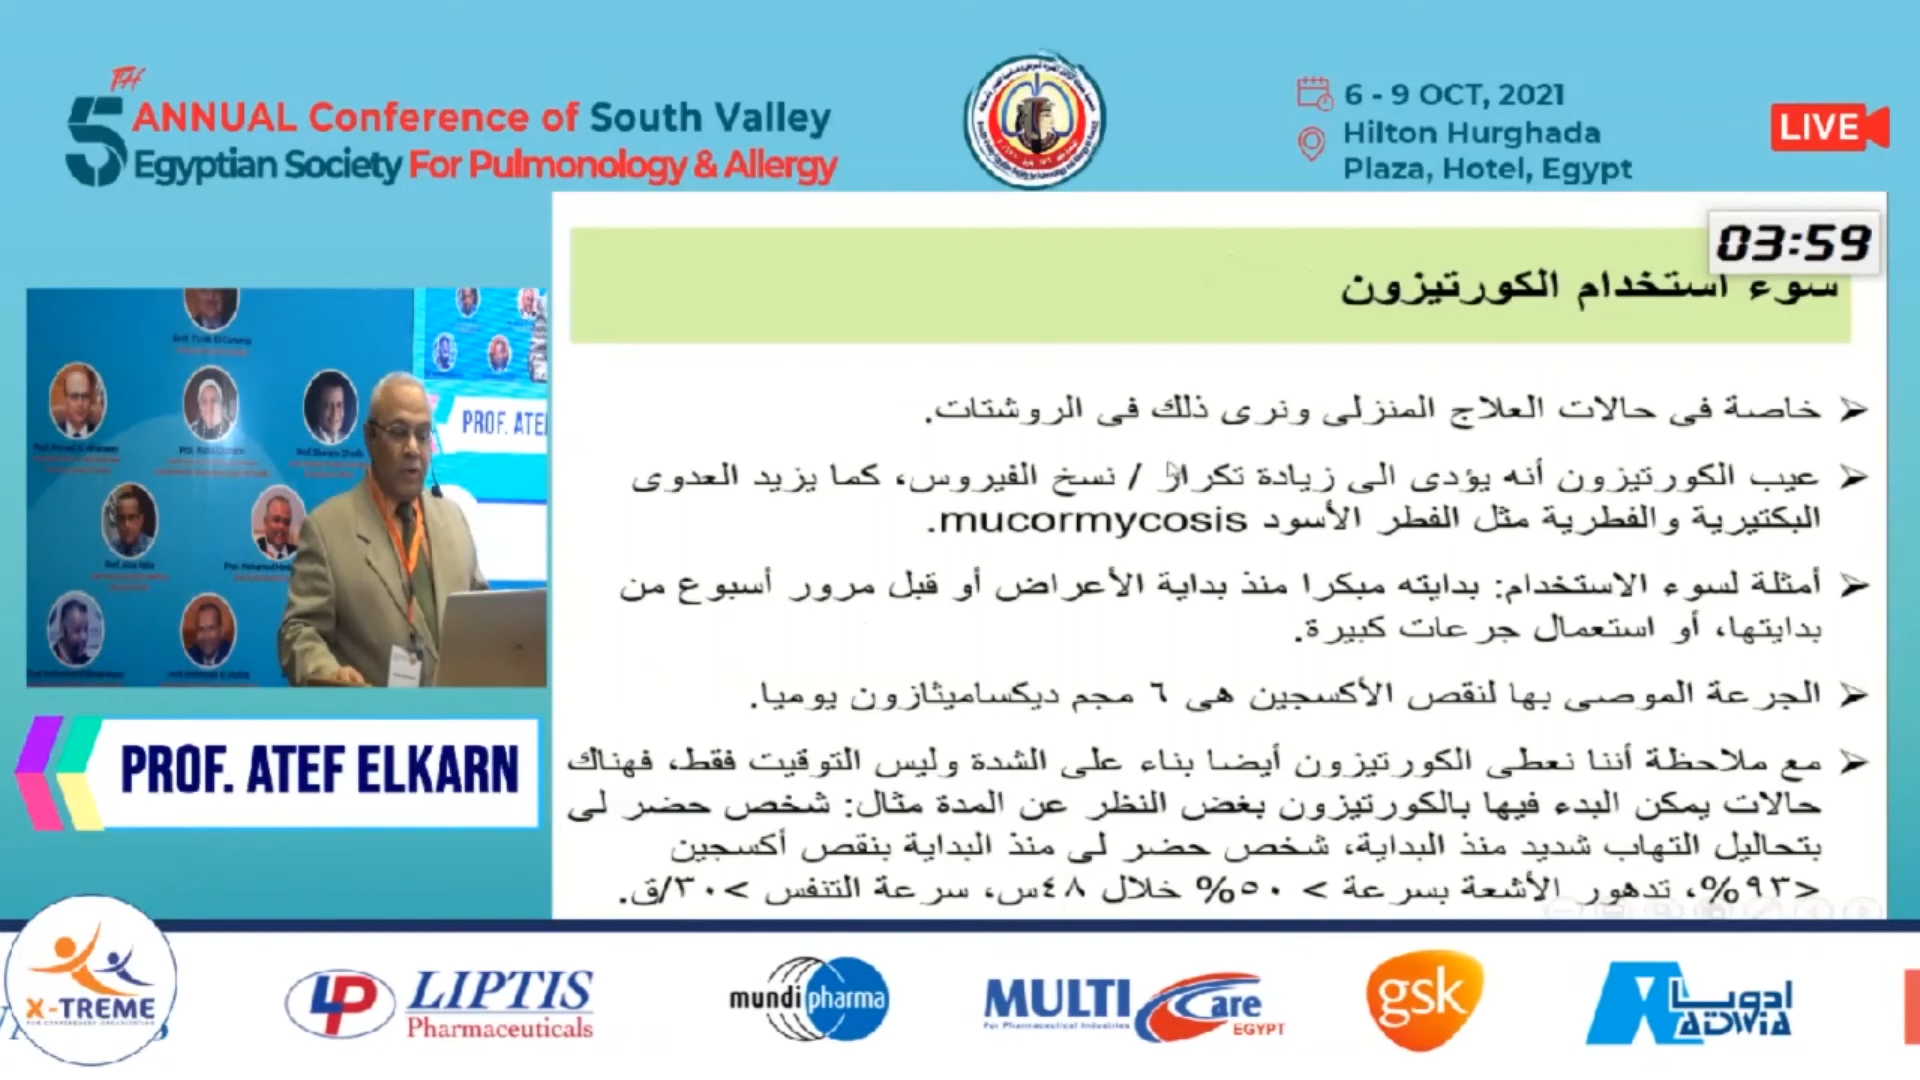 5TH ANNUAL Conference of South Valley
Egyptian Society For Pulmonology & Allergy
6 - 9 OCT, 2021
Hilton Hurghada
Plaza, Hotel, Egypt
LIVE
03:59
سوء استخدام الكورتيزون
خاصة فى حالات العلاج المنزلى ونرى ذلك فى الروشتات.
عيب الكورتيزون أنه يؤدى الى زيادة تكرار / نسخ الفيروس، كما يزيد العدوى
البكتيرية والفطرية مثل الفطر الأسود mucormycosis.
أمثلة لسوء الاستخدام: بدايته مبكرا منذ بداية الأعراض أو قبل مرور أسبوع من
بدايتها، أو استعمال جرعات كبيرة.
الجرعة الموصى بها لنقص الأكسجين هى ٦ مجم ديكساميثازون يوميا.
مع ملاحظة أننا نعطى الكورتيزون أيضا بناء على الشدة وليس التوقيت فقط، فهناك
حالات يمكن البدء فيها بالكورتيزون بغض النظر عن المدة مثال: شخص حضر لى
بتحاليل التهاب شديد منذ البداية، شخص حضر لى منذ البداية بنقص أكسجين
<٩٣%، تدهور الأشعة بسرعة > ٥٠% خلال ٤٨س، سرعة التنفس >٣٠/ق.
PROF. ATEF
PROF. ATEF ELKARN
X-TREME
LP LIPTIS
Pharmaceuticals
mundipharma
MULTI Care
For Pharmaceutical Industries
EGYPT
gsk
ادويا
ADWIA